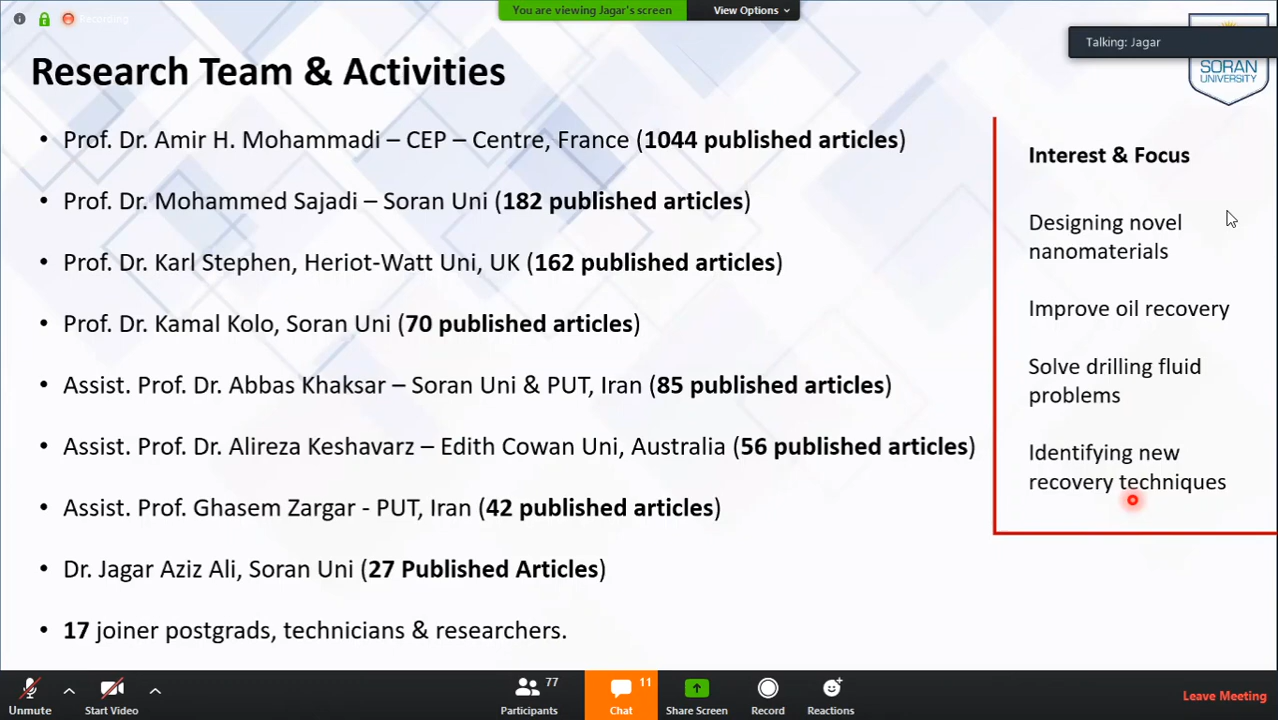 Recording
You are viewing Jagar's screen
View Options
Talking: Jagar
SORAN
UNIVERSITY
Research Team & Activities
• Prof. Dr. Amir H. Mohammadi – CEP – Centre, France (1044 published articles)
• Prof. Dr. Mohammed Sajadi – Soran Uni (182 published articles)
• Prof. Dr. Karl Stephen, Heriot-Watt Uni, UK (162 published articles)
• Prof. Dr. Kamal Kolo, Soran Uni (70 published articles)
• Assist. Prof. Dr. Abbas Khaksar – Soran Uni & PUT, Iran (85 published articles)
• Assist. Prof. Dr. Alireza Keshavarz – Edith Cowan Uni, Australia (56 published articles)
• Assist. Prof. Ghasem Zargar - PUT, Iran (42 published articles)
• Dr. Jagar Aziz Ali, Soran Uni (27 Published Articles)
• 17 joiner postgrads, technicians & researchers.
Interest & Focus
Designing novel
nanomaterials
Improve oil recovery
Solve drilling fluid
problems
Identifying new
recovery techniques
Unmute
Start Video
77
Participants
11
Chat
Share Screen
Record
Reactions
Leave Meeting